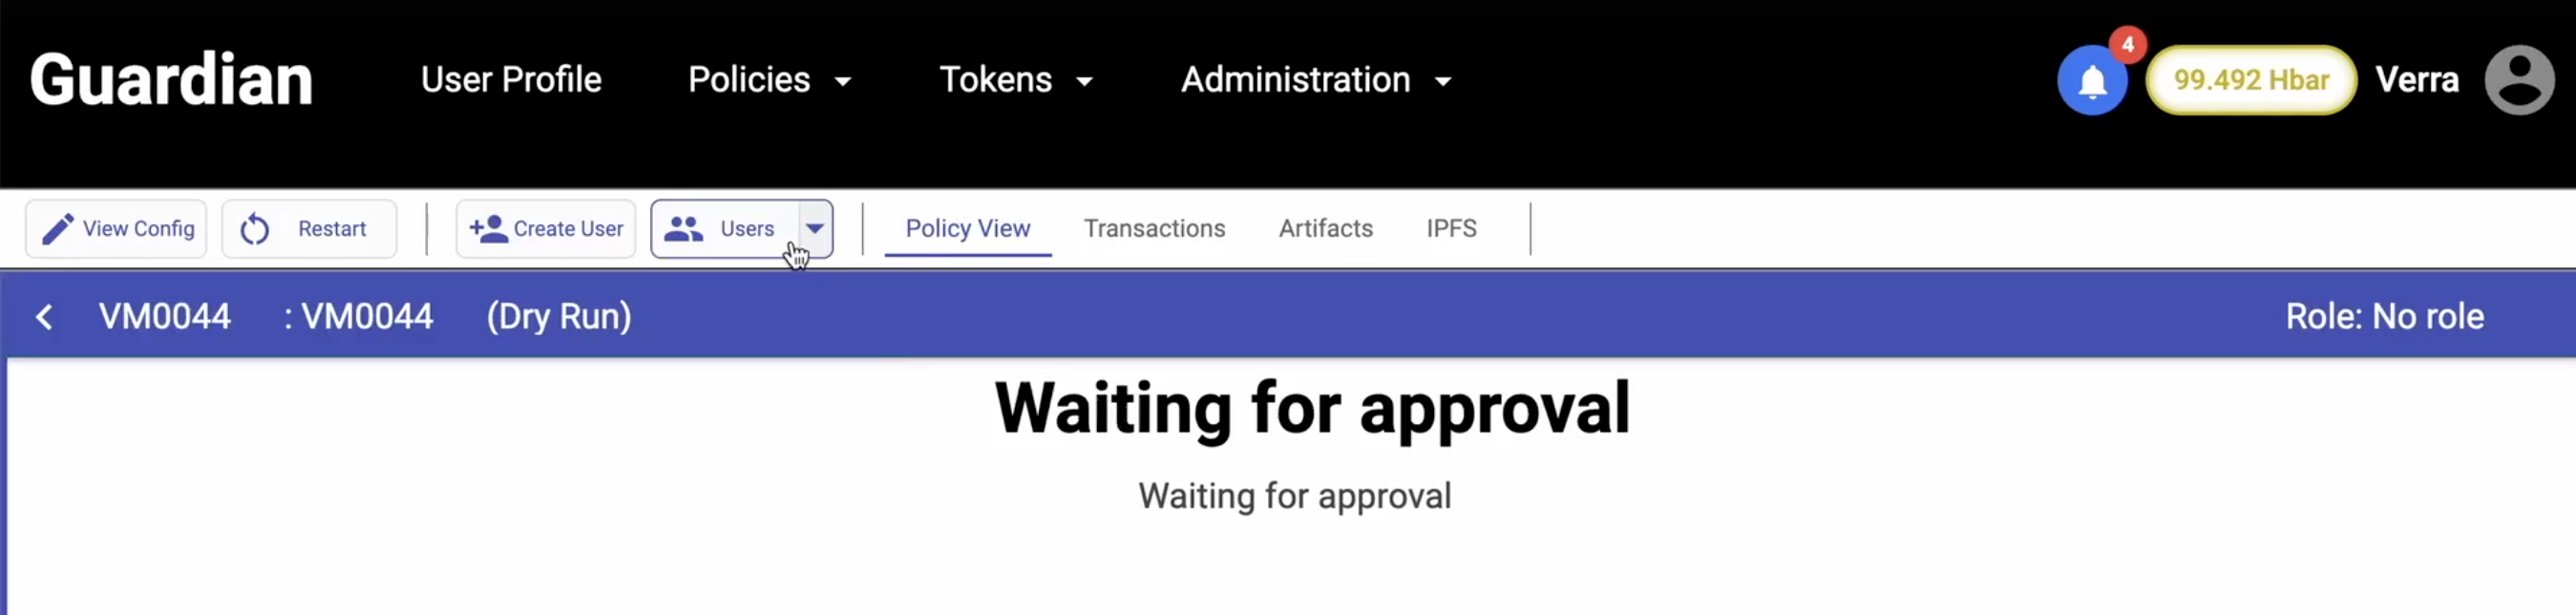 Guardian User Profile Policies Tokens Administration 4 99.492 Hbar Verra
View Config Restart Create User Users Policy View Transactions Artifacts IPFS
VM0044 : VM0044 (Dry Run) Role: No role
Waiting for approval
Waiting for approval